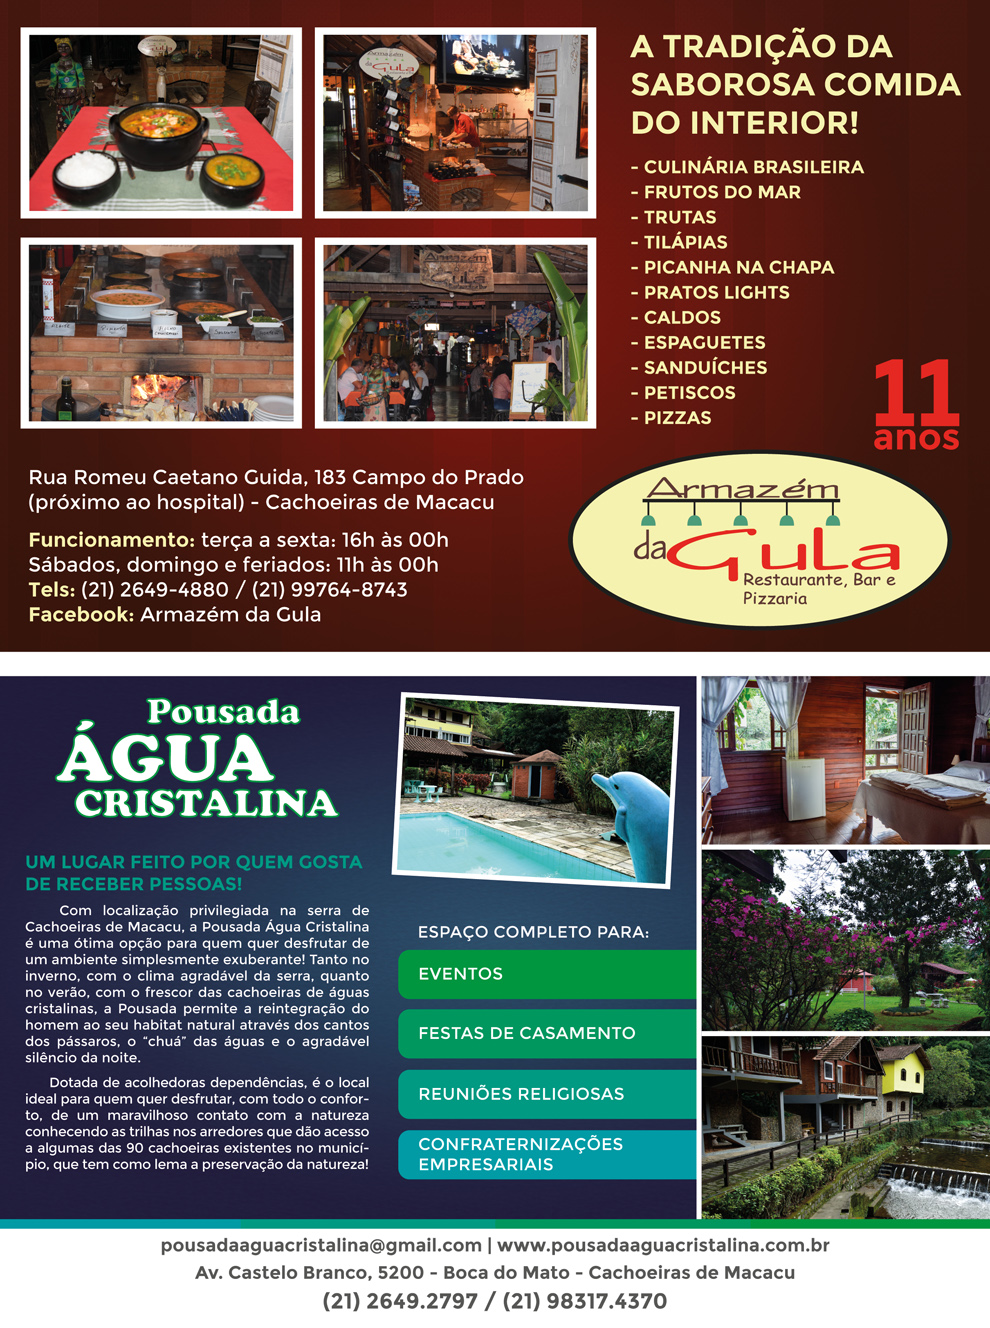 A TRADIÇÃO DA
SABOROSA COMIDA
DO INTERIOR!
- CULINÁRIA BRASILEIRA
- FRUTOS DO MAR
- TRUTAS
- TILÁPIAS
- PICANHA NA CHAPA
- PRATOS LIGHTS
- CALDOS
- ESPAGUETES
- SANDUÍCHES
- PETISCOS
- PIZZAS
11
anos
Armazém
da Gula
Rua Romeu Caetano Guida, 183 Campo do Prado
(próximo ao hospital) - Cachoeiras de Macacu
Funcionamento: terça a sexta: 16h às 00h
Sábados, domingo e feriados: 11h às 00h
Tels: (21) 2649-4880 / (21) 99764-8743
Facebook: Armazém da Gula
Armazém
da Gula
Restaurante, Bar e
Pizzaria
Pousada
ÁGUA
CRISTALINA
UM LUGAR FEITO POR QUEM GOSTA
DE RECEBER PESSOAS!
Com localização privilegiada na serra de
Cachoeiras de Macacu, a Pousada Água Cristalina
é uma ótima opção para quem quer desfrutar de
um ambiente simplesmente exuberante! Tanto no
inverno, com o clima agradável da serra, quanto
no verão, com o frescor das cachoeiras de águas
cristalinas, a Pousada permite a reintegração do
homem ao seu habitat natural através dos cantos
dos pássaros, o “chuá” das águas e o agradável
silêncio da noite.
Dotada de acolhedoras dependências, é o local
ideal para quem quer desfrutar, com todo o confor-
to, de um maravilhoso contato com a natureza
conhecendo as trilhas nos arredores que dão acesso
a algumas das 90 cachoeiras existentes no municí-
pio, que tem como lema a preservação da natureza!
ESPAÇO COMPLETO PARA:
EVENTOS
FESTAS DE CASAMENTO
REUNIÕES RELIGIOSAS
CONFRATERNIZAÇÕES
EMPRESARIAIS
pousadaaguacristalina@gmail.com | www.pousadaaguacristalina.com.br
Av. Castelo Branco, 5200 - Boca do Mato - Cachoeiras de Macacu
(21) 2649.2797 / (21) 98317.4370